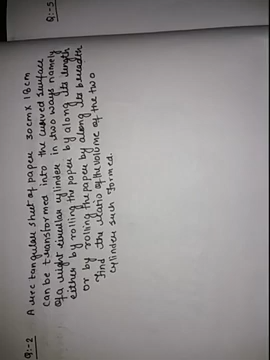 Q:-2 A rectangular sheet of paper 30cm x 18cm
can be transformed into the curved surface
of a right circular cylinder in two ways namely
either by rolling the paper by along its length
or by rolling the paper by along its breadth
Find the ratio of the volume of the two
cylinder such formed.
Q:-5